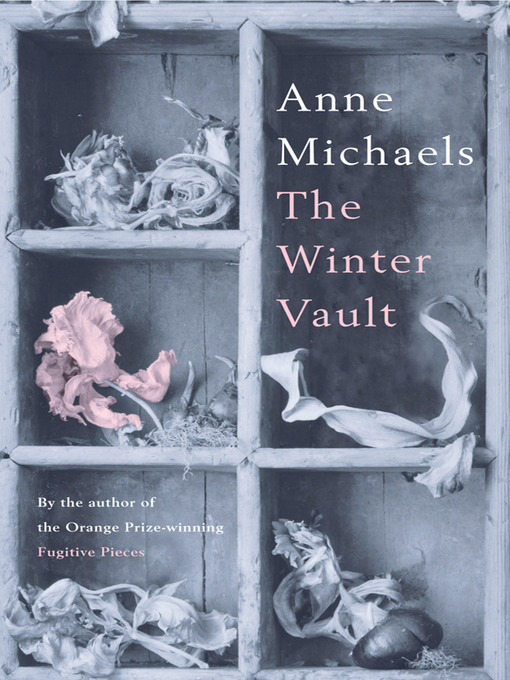 Anne
Michaels
The
Winter
Vault
By the author of
the Orange Prize-winning
Fugitive Pieces